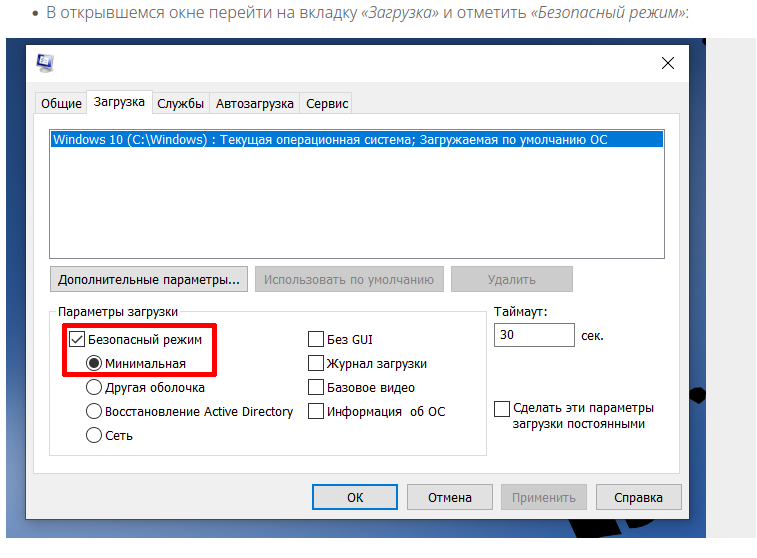 • В открывшемся окне перейти на вкладку «Загрузка» и отметить «Безопасный режим»:
Общие Загрузка Службы Автозагрузка Сервис
Windows 10 (C:\Windows) : Текущая операционная система; Загружаемая по умолчанию ОС
Дополнительные параметры... Использовать по умолчанию Удалить
Параметры загрузки
Таймаут:
Безопасный режим
Без GUI
30 сек.
Минимальная
Журнал загрузки
Другая оболочка
Базовое видео
Восстановление Active Directory
Информация об ОС
Сделать эти параметры
загрузки постоянными
Сеть
ОК Отмена Применить Справка